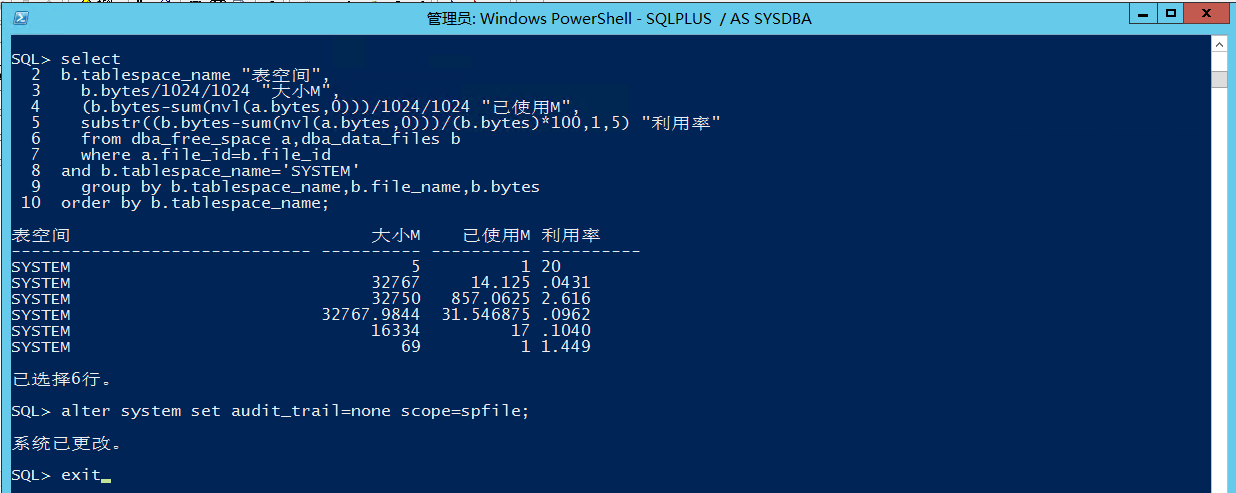 管理员: Windows PowerShell - SQLPLUS / AS SYSDBA
SQL> select
2 b.tablespace_name "表空间",
3 b.bytes/1024/1024 "大小M",
4 (b.bytes-sum(nvl(a.bytes,0)))/1024/1024 "已使用M",
5 substr((b.bytes-sum(nvl(a.bytes,0)))/(b.bytes)*100,1,5) "利用率"
6 from dba_free_space a,dba_data_files b
7 where a.file_id=b.file_id
8 and b.tablespace_name='SYSTEM'
9 group by b.tablespace_name,b.file_name,b.bytes
10 order by b.tablespace_name;
表空间 大小M 已使用M 利用率
------------------------------ ---------- ---------- ----------
SYSTEM 5 1 20
SYSTEM 32767 14.125 .0431
SYSTEM 32750 857.0625 2.616
SYSTEM 32767.9844 31.546875 .0962
SYSTEM 16334 17 .1040
SYSTEM 69 1 1.449
已选择6行。
SQL> alter system set audit_trail=none scope=spfile;
系统已更改。
SQL> exit